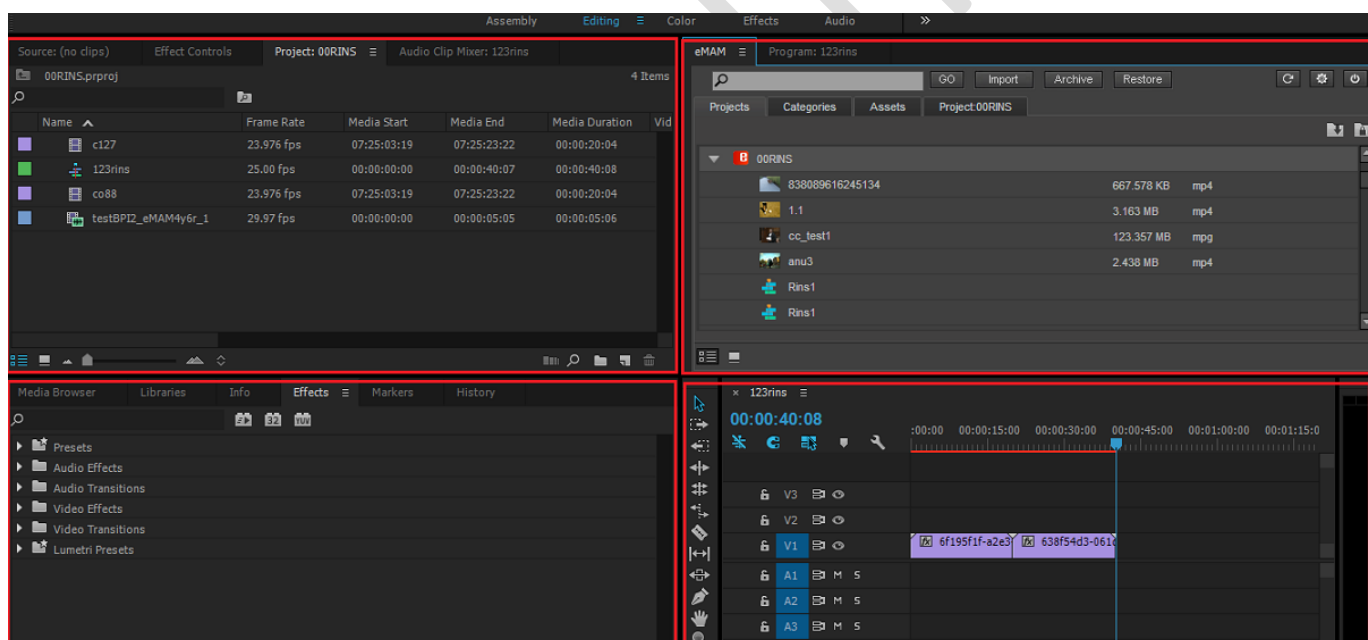 Assembly Editing Color Effects Audio »
Source: (no clips) Effect Controls Project: 00RINS Audio Clip Mixer: 123rins
00RINS.prproj 4 Items
Name Frame Rate Media Start Media End Media Duration Vid
c127 23.976 fps 07:25:03:19 07:25:23:22 00:00:20:04
123rins 25.00 fps 00:00:00:00 00:00:40:07 00:00:40:08
co88 23.976 fps 07:25:03:19 07:25:23:22 00:00:20:04
testBPI2_eMAM4y6r_1 29.97 fps 00:00:00:00 00:00:05:05 00:00:05:06
eMAM Program: 123rins
GO Import Archive Restore
Projects Categories Assets Project:00RINS
00RINS
838089616245134 667.578 KB mp4
1.1 3.163 MB mp4
cc_test1 123.357 MB mpg
anu3 2.438 MB mp4
Rins1
Rins1
Media Browser Libraries Info Effects Markers History
32 YUV
Presets
Audio Effects
Audio Transitions
Video Effects
Video Transitions
Lumetri Presets
× 123rins
00:00:40:08
:00:00 00:00:15:00 00:00:30:00 00:00:45:00 00:01:00:00 00:01:15:0
V3
V2
V1 fx 6f195f1f-a2e3 fx 638f54d3-061
A1 M S
A2 M S
A3 M S